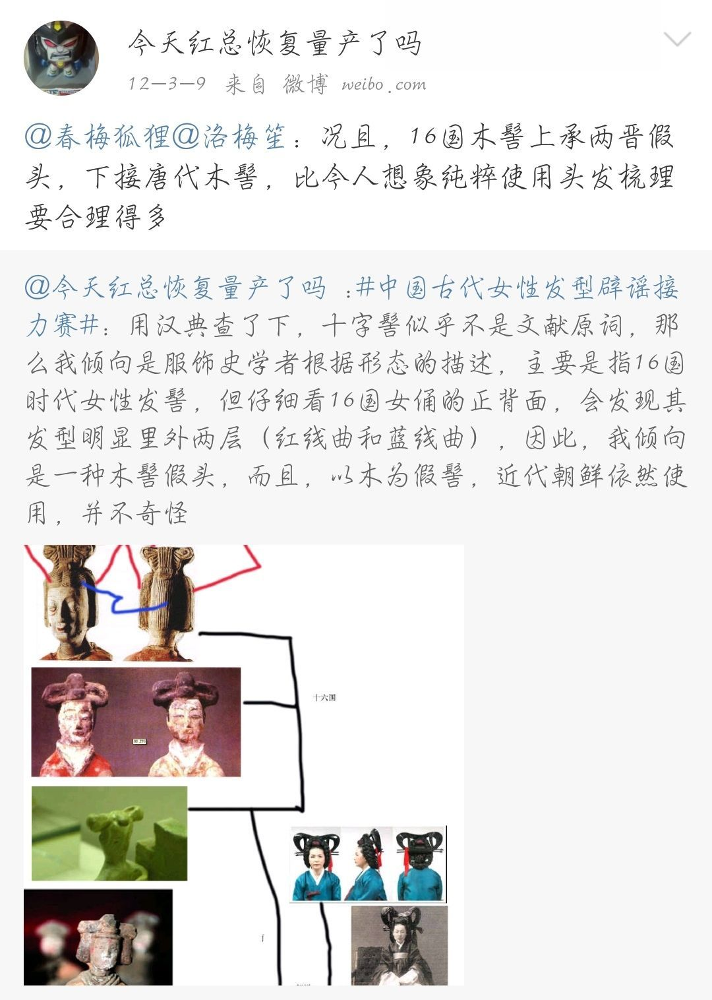 今天红总恢复量产了吗
12-3-9 来自 微博 weibo.com
@春梅狐狸@洛梅笙：况且，16国木髻上承两晋假
头，下接唐代木髻，比今人想象纯粹使用头发梳理
要合理得多
@今天红总恢复量产了吗 :#中国古代女性发型辟谣接
力赛#：用汉典查了下，十字髻似乎不是文献原词，那
么我倾向是服饰史学者根据形态的描述，主要是指16国
时代女性发髻，但仔细看16国女俑的正背面，会发现其
发型明显里外两层（红线曲和蓝线曲），因此，我倾向
是一种木髻假头，而且，以木为假髻，近代朝鲜依然使
用，并不奇怪
十六国